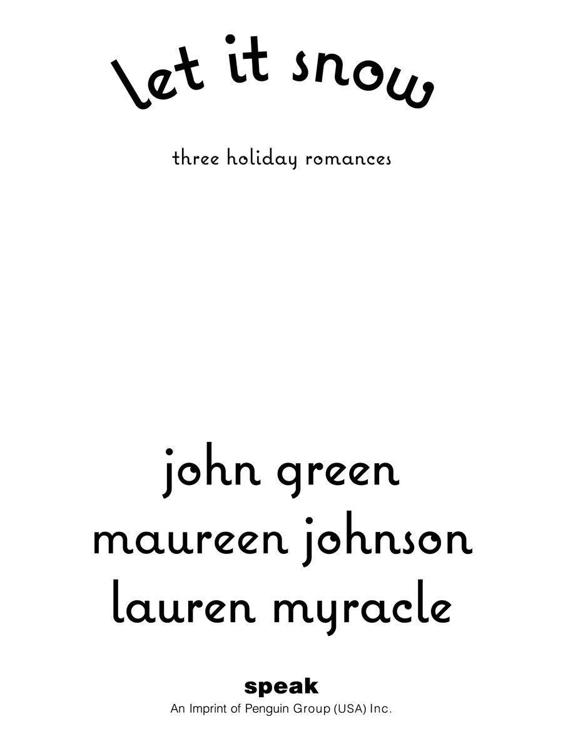 let it snow
three holiday romances
john green
maureen johnson
lauren myracle
speak
An Imprint of Penguin Group (USA) Inc.